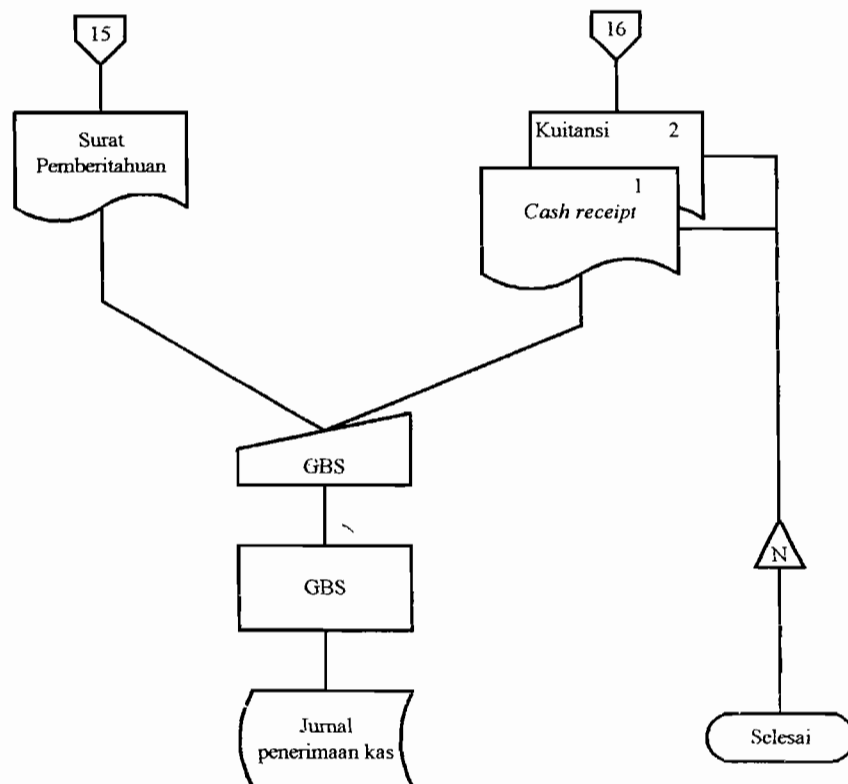 15
16
Surat
Pemberitahuan
Kuitansi 2
1
Cash receipt
GBS
GBS
N
Jurnal
penerimaan kas
Selesai